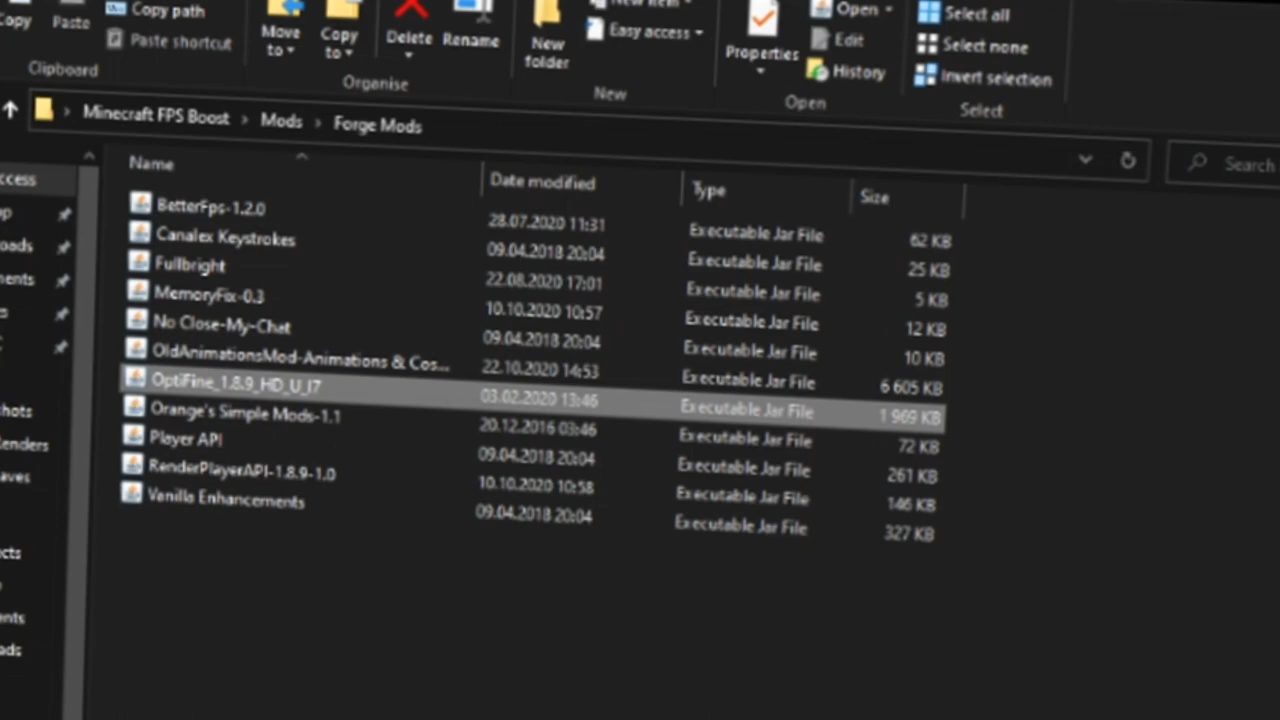 Copy
Paste
Copy path
Paste shortcut
Clipboard
Move to
Copy to
Delete
Rename
Organise
New folder
New item
Easy access
New
Properties
Open
Edit
History
Open
Select all
Select none
Invert selection
Select
Minecraft FPS Boost > Mods > Forge Mods
Search
Name Date modified Type Size
BetterFps-1.2.0 28.07.2020 11:31 Executable Jar File 62 KB
Canalex Keystrokes 09.04.2018 20:04 Executable Jar File 25 KB
Fullbright 22.08.2020 17:01 Executable Jar File 5 KB
MemoryFix-0.3 10.10.2020 10:57 Executable Jar File 12 KB
No Close-My-Chat 09.04.2018 20:04 Executable Jar File 10 KB
OldAnimationsMod-Animations & Cos... 22.10.2020 14:53 Executable Jar File 6 605 KB
OptiFine_1.8.9_HD_U_I7 03.02.2020 13:46 Executable Jar File 1 969 KB
Orange's Simple Mods-1.1 20.12.2016 03:46 Executable Jar File 72 KB
Player API 09.04.2018 20:04 Executable Jar File 261 KB
RenderPlayerAPI-1.8.9-1.0 10.10.2020 10:58 Executable Jar File 146 KB
Vanilla Enhancements 09.04.2018 20:04 Executable Jar File 327 KB